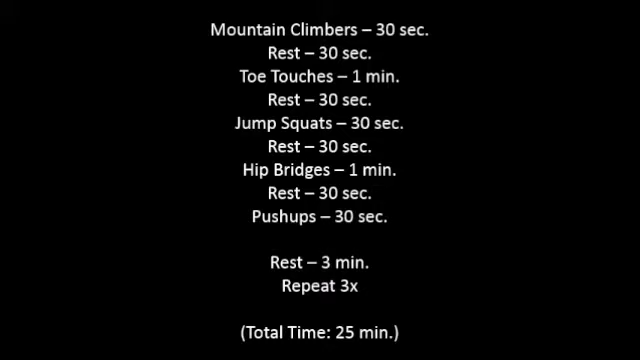 Mountain Climbers – 30 sec.
Rest – 30 sec.
Toe Touches – 1 min.
Rest – 30 sec.
Jump Squats – 30 sec.
Rest – 30 sec.
Hip Bridges – 1 min.
Rest – 30 sec.
Pushups – 30 sec.
Rest – 3 min.
Repeat 3x
(Total Time: 25 min.)